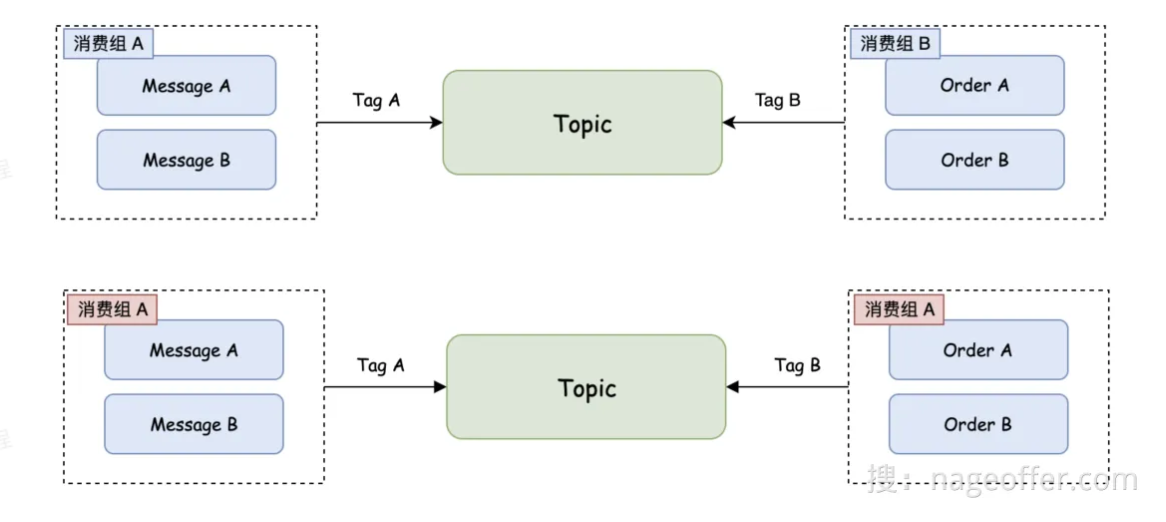 消费组 A
Message A
Message B
Tag A
Topic
Tag B
消费组 B
Order A
Order B
消费组 A
Message A
Message B
Tag A
Topic
Tag B
消费组 A
Order A
Order B
搜：nageoffer.com